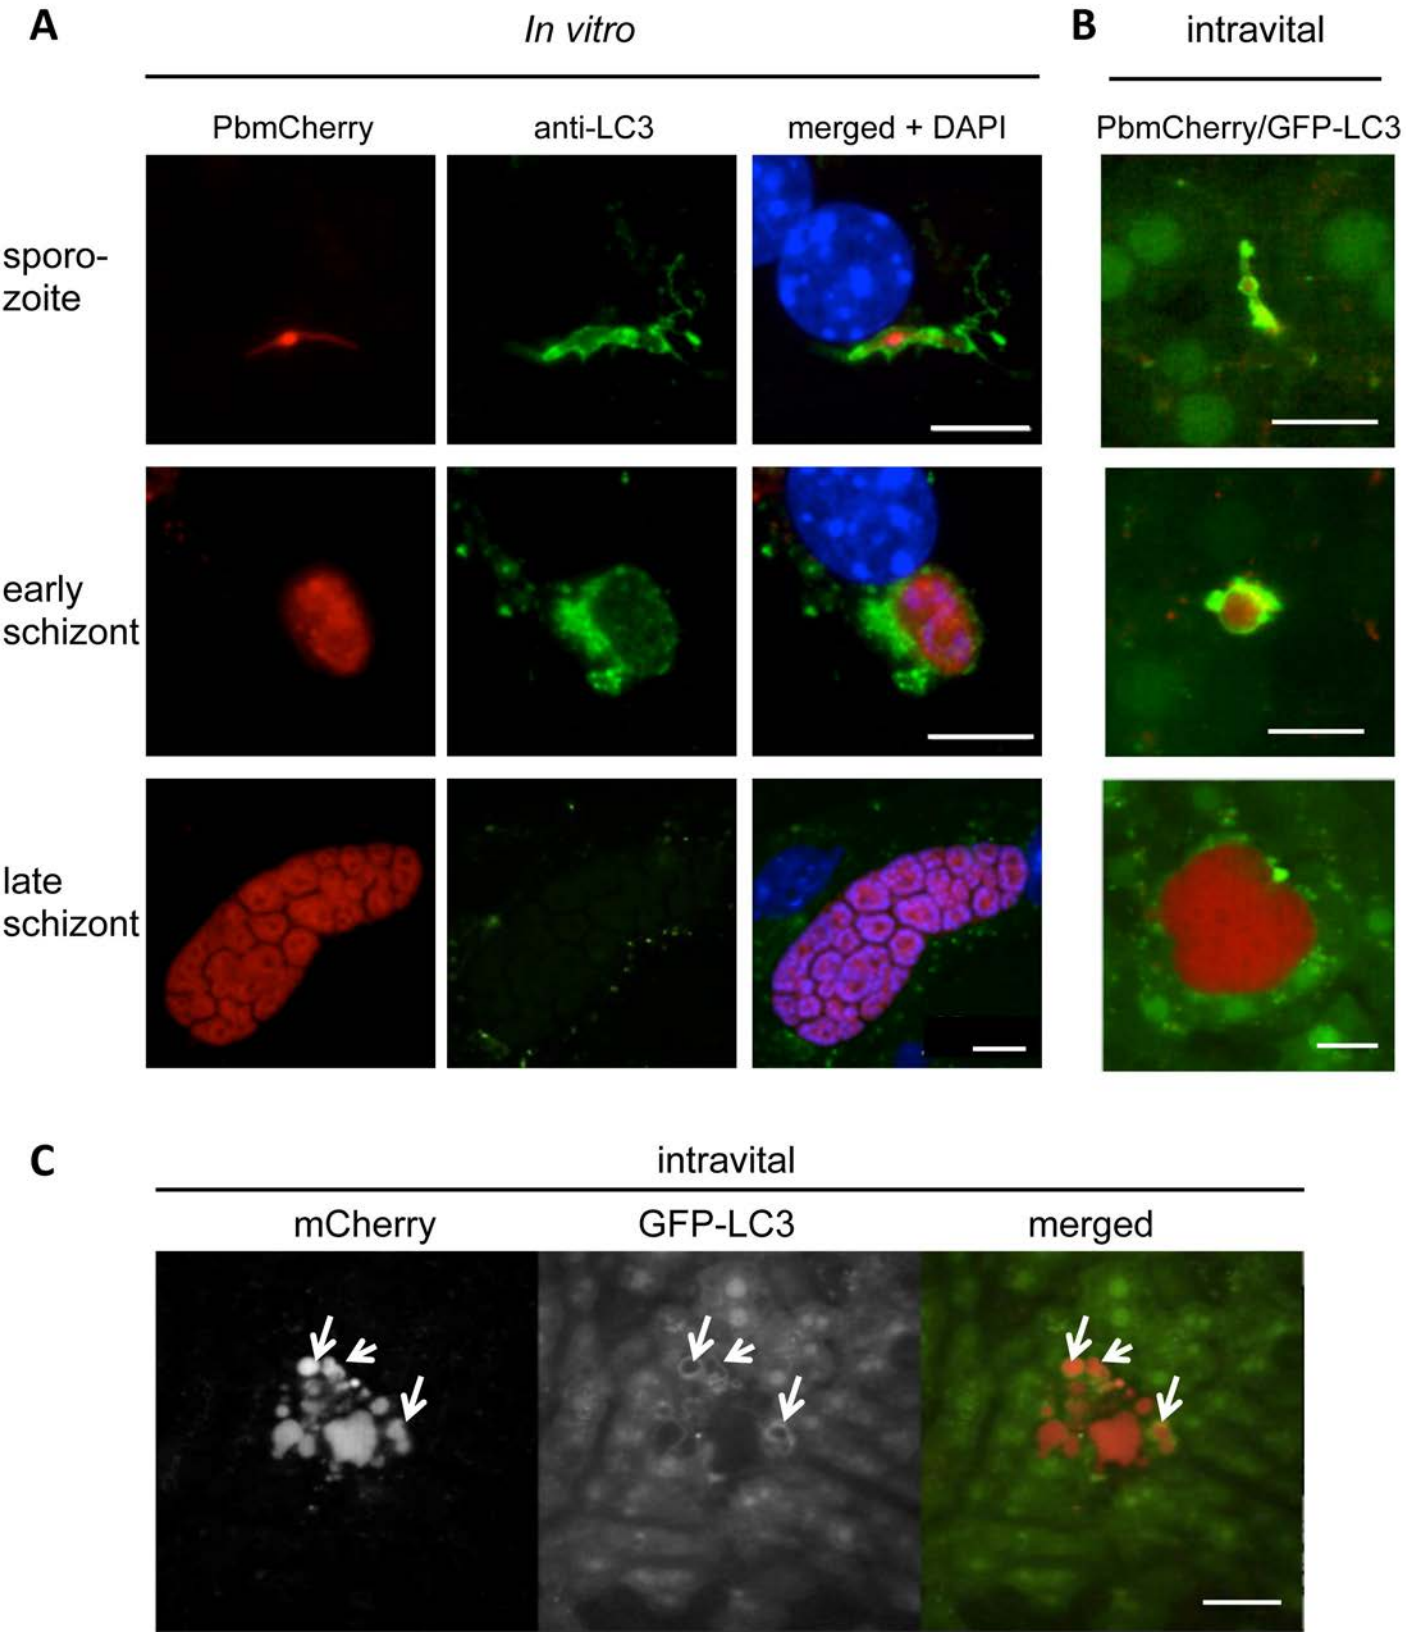 A
In vitro
B
intravital
PbmCherry
anti-LC3
merged + DAPI
PbmCherry/GFP-LC3
sporo-
zoite
early
schizont
late
schizont
C
intravital
mCherry
GFP-LC3
merged